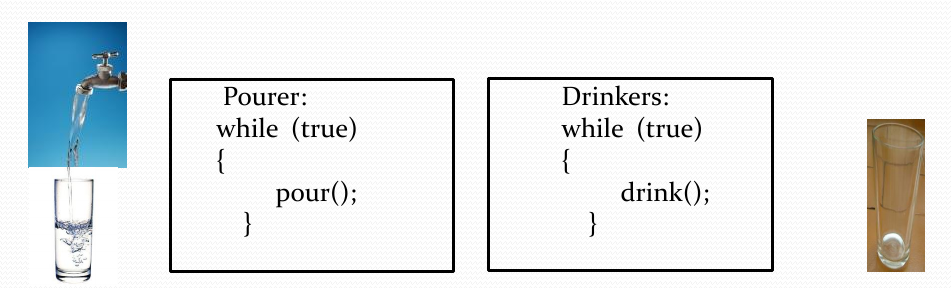 Pourer:
while (true)
{
pour();
}
Drinkers:
while (true)
{
drink();
}